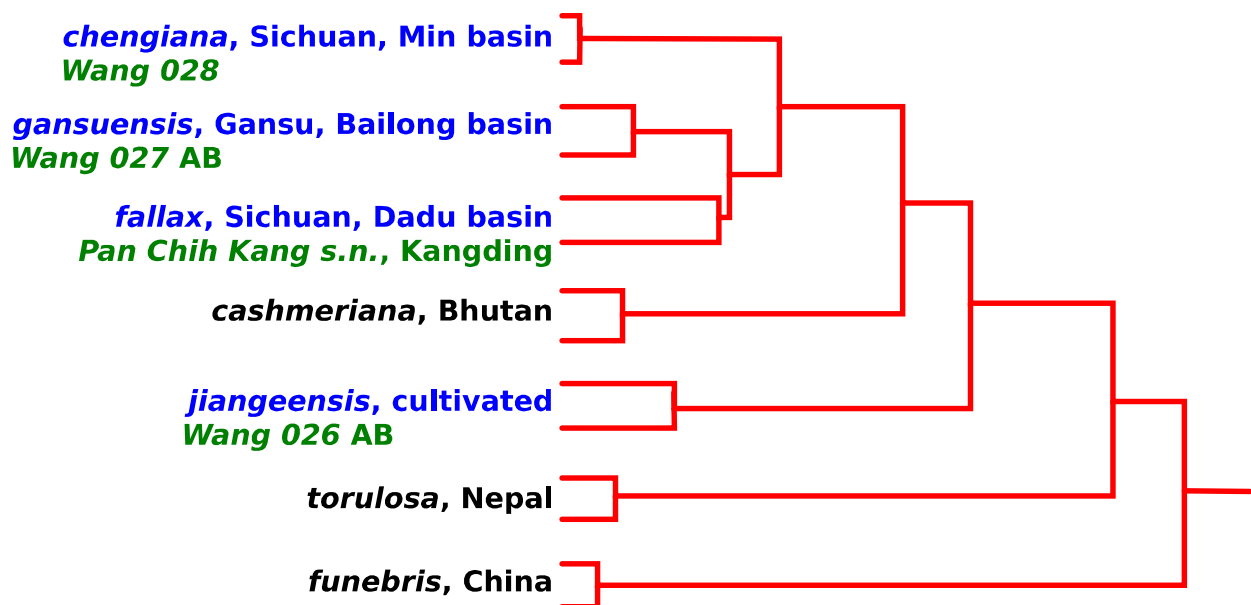 chengiana, Sichuan, Min basin
Wang 028
gansuensis, Gansu, Bailong basin
Wang 027 AB
fallax, Sichuan, Dadu basin
Pan Chih Kang s.n., Kangding
cashmeriana, Bhutan
jiangeensis, cultivated
Wang 026 AB
torulosa, Nepal
funebris, China